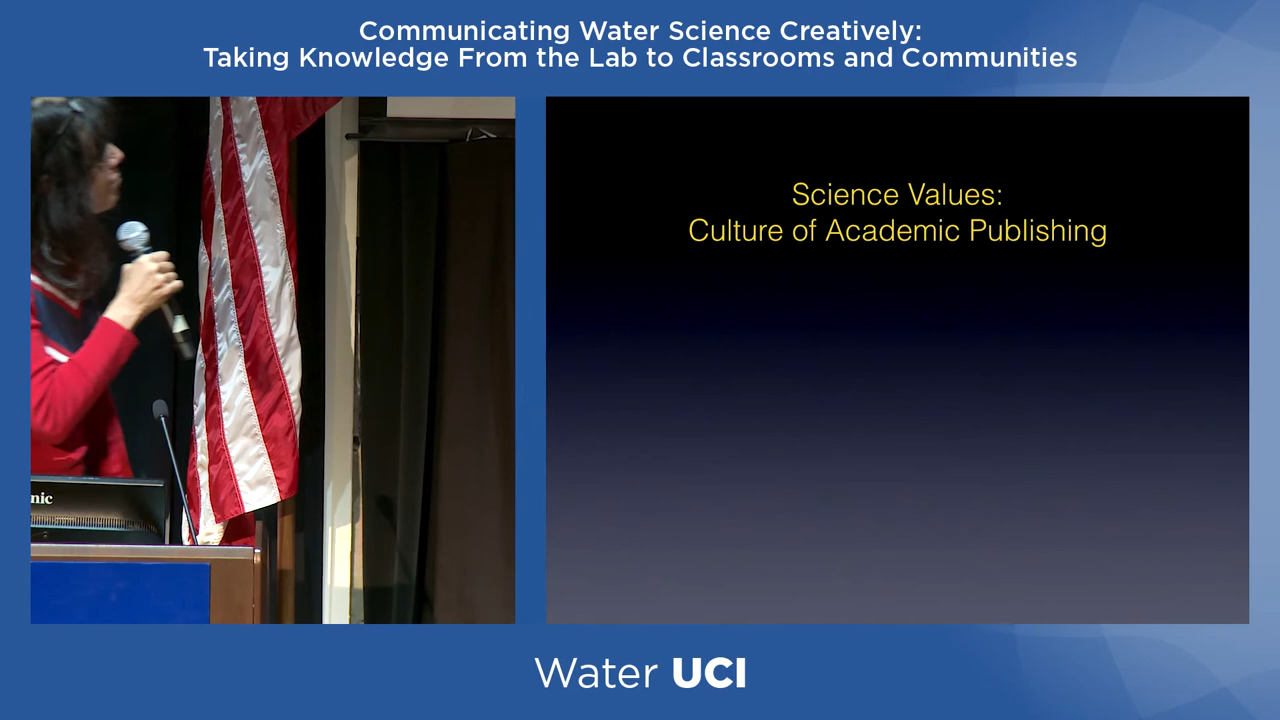 Communicating Water Science Creatively:
Taking Knowledge From the Lab to Classrooms and Communities
Science Values:
Culture of Academic Publishing
nic
Water UCI